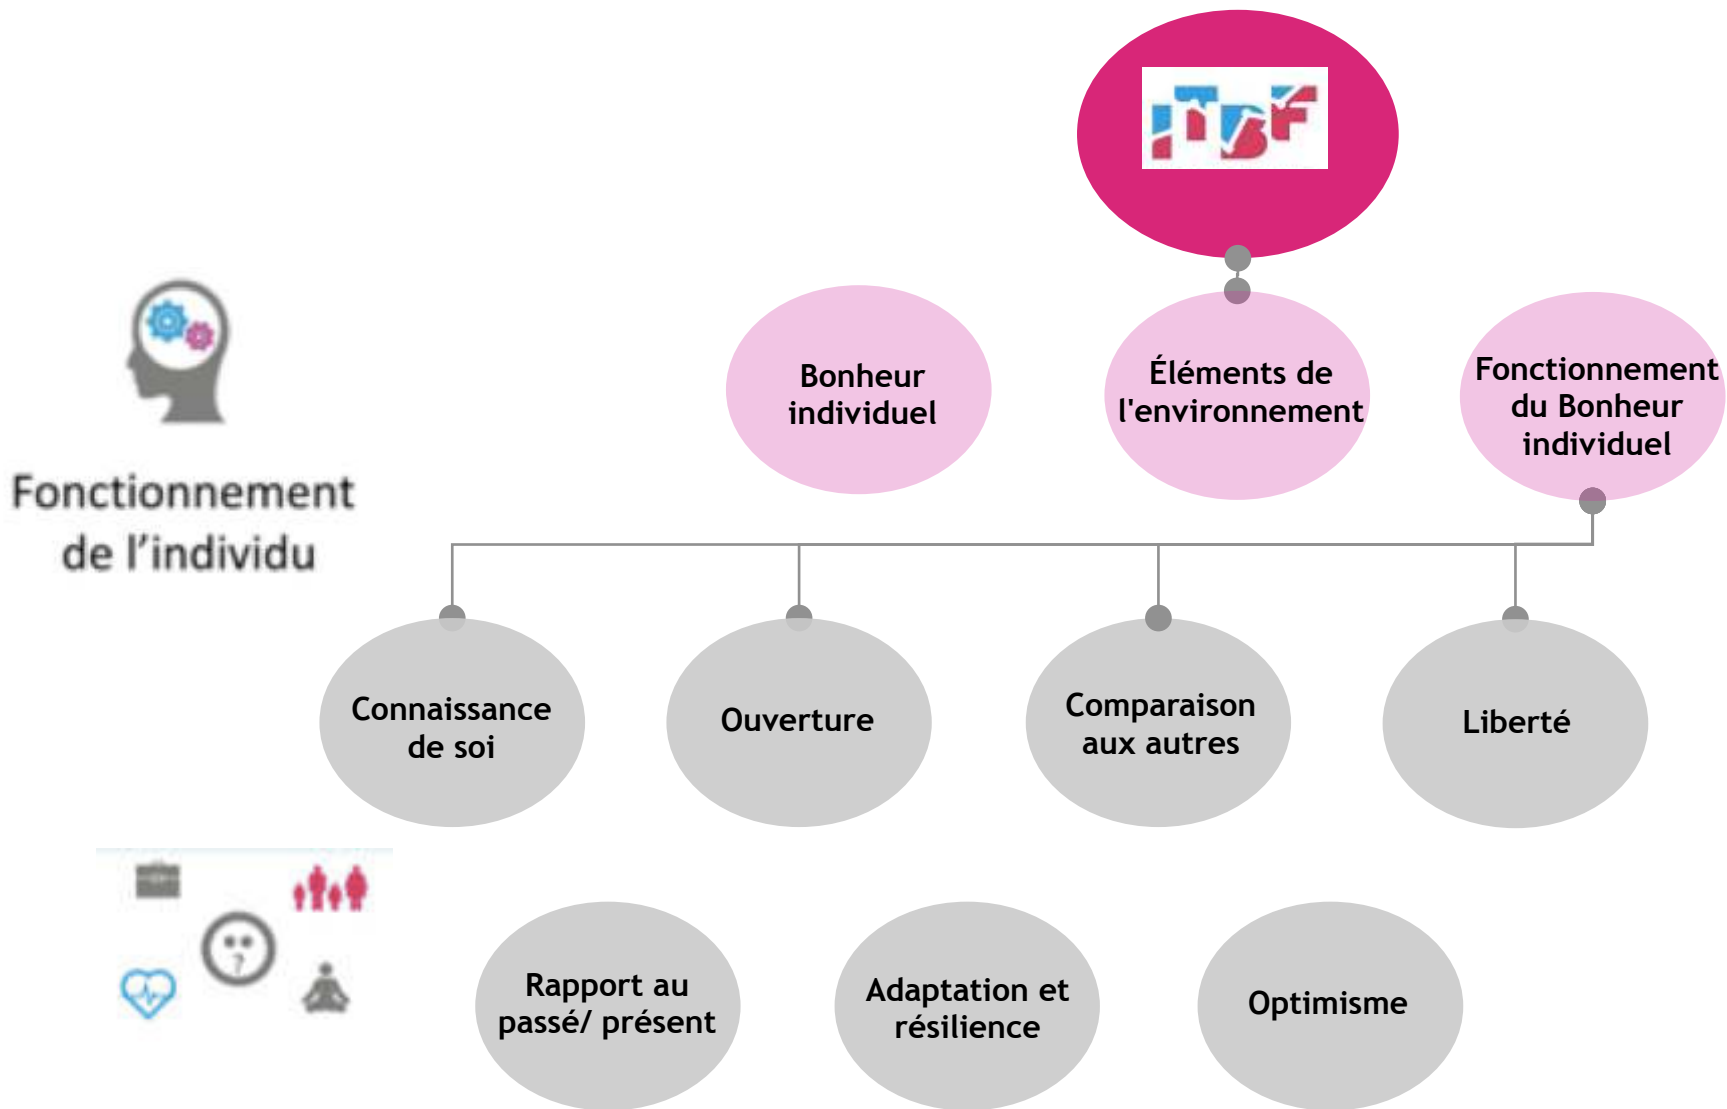 ITBF
Bonheur
individuel
Éléments de
l'environnement
Fonctionnement
du Bonheur
individuel
Fonctionnement
de l’individu
Connaissance
de soi
Ouverture
Comparaison
aux autres
Liberté
?
Rapport au
passé/ présent
Adaptation et
résilience
Optimisme